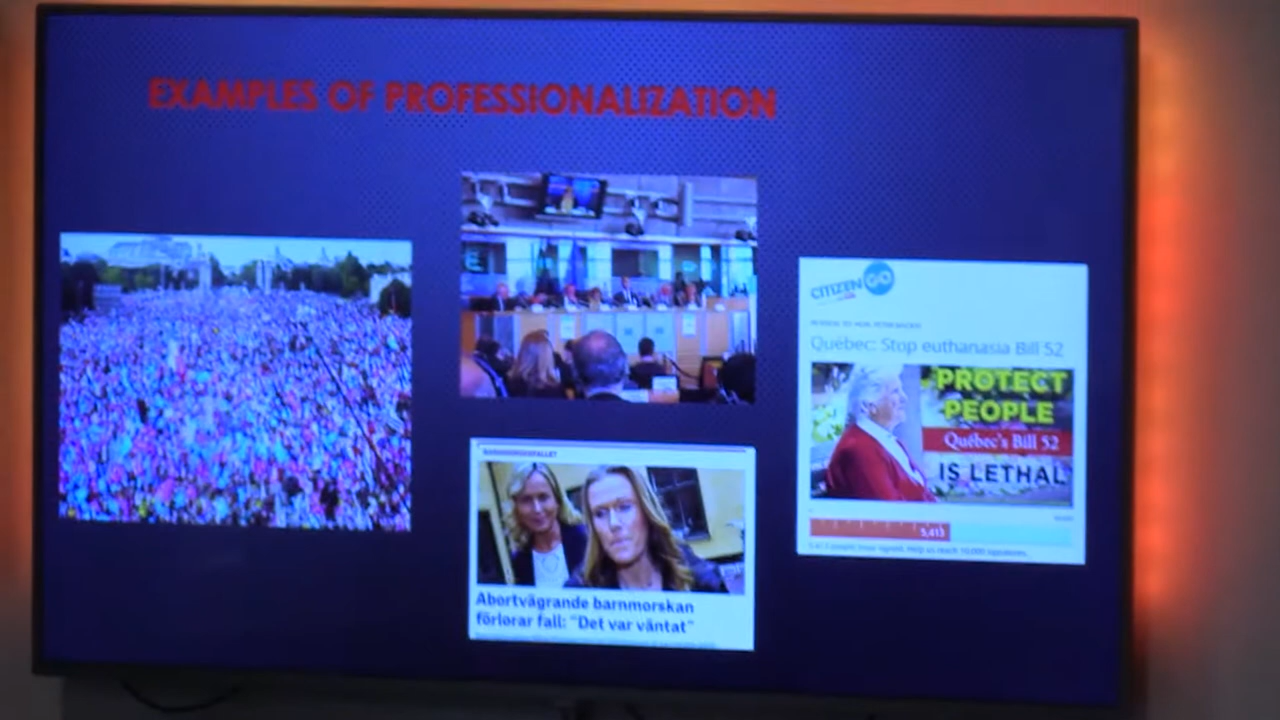 EXAMPLES OF PROFESSIONALIZATION
CITIZEN GO
Québec: Stop euthanasia Bill 52
PROTECT
PEOPLE
Québec's Bill 52
IS LETHAL
5,413
Abortvägrande barnmorskan
förlorar fall: "Det var väntat"